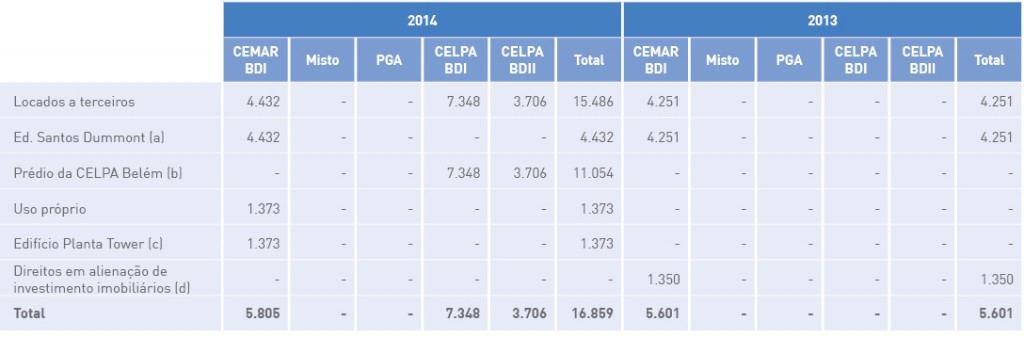 2014 2013
CEMAR BDI Misto PGA CELPA BDI CELPA BDII Total CEMAR BDI Misto PGA CELPA BDI CELPA BDII Total
Locados a terceiros 4.432 - - 7.348 3.706 15.486 4.251 - - - - 4.251
Ed. Santos Dummont (a) 4.432 - - - - 4.432 4.251 - - - - 4.251
Prédio da CELPA Belém (b) - - - 7.348 3.706 11.054 - - - - - -
Uso próprio 1.373 - - - - 1.373 - - - - - -
Edifício Planta Tower (c) 1.373 - - - - 1.373 - - - - - -
Direitos em alienação de
investimento imobiliários (d) - - - - - - 1.350 - - - - 1.350
Total 5.805 - - 7.348 3.706 16.859 5.601 - - - - 5.601